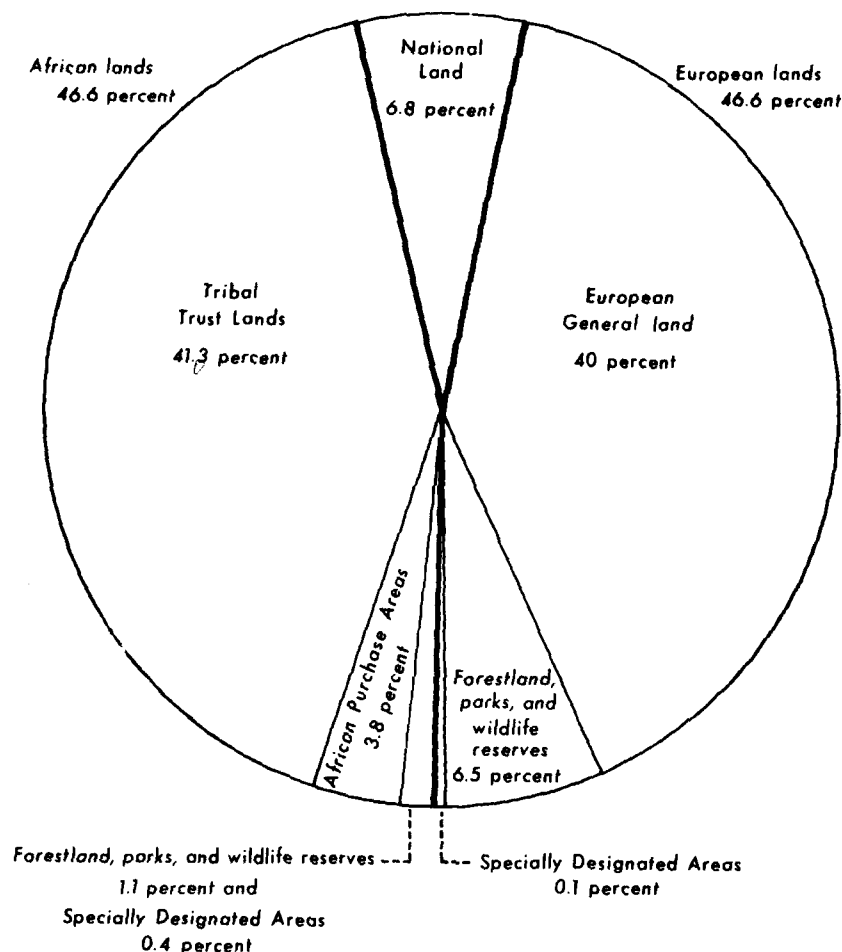 African lands
46.6 percent
National
Land
6.8 percent
European lands
46.6 percent
Tribal
Trust Lands
41.3 percent
European
General land
40 percent
African Purchase Areas
3.8 percent
Forestland,
parks, and
wildlife
reserves
6.5 percent
Forestland, parks, and wildlife reserves
1.1 percent and
Specially Designated Areas
0.4 percent
Specially Designated Areas
0.1 percent